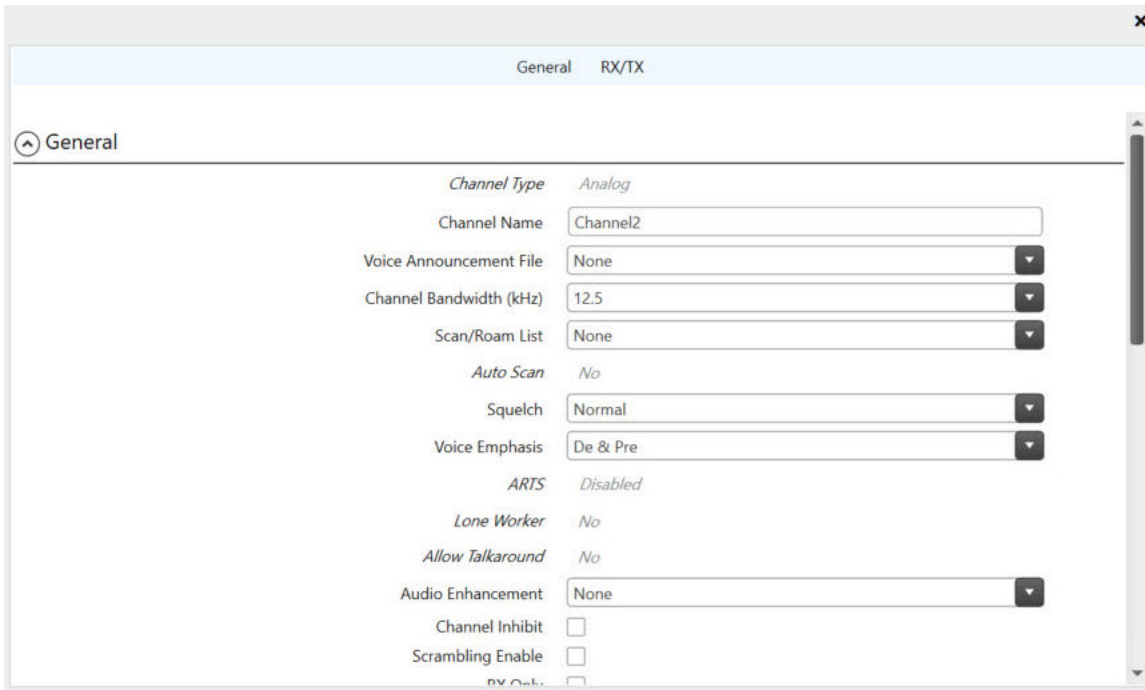 General RX/TX
General
Channel Type Analog
Channel Name Channel2
Voice Announcement File None
Channel Bandwidth (kHz) 12.5
Scan/Roam List None
Auto Scan No
Squelch Normal
Voice Emphasis De & Pre
ARTS Disabled
Lone Worker No
Allow Talkaround No
Audio Enhancement None
Channel Inhibit
Scrambling Enable
RX Only